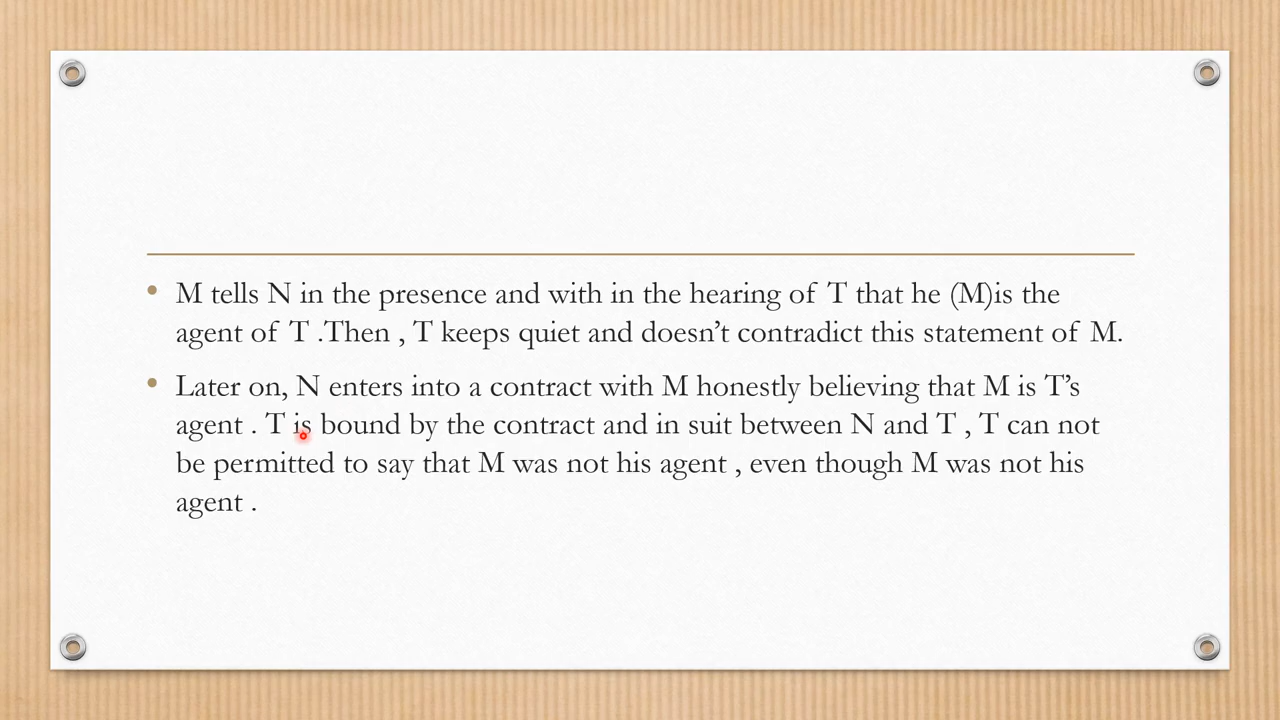 • M tells N in the presence and with in the hearing of T that he (M)is the
agent of T .Then , T keeps quiet and doesn’t contradict this statement of M.
• Later on, N enters into a contract with M honestly believing that M is T’s
agent . T is bound by the contract and in suit between N and T , T can not
be permitted to say that M was not his agent , even though M was not his
agent .